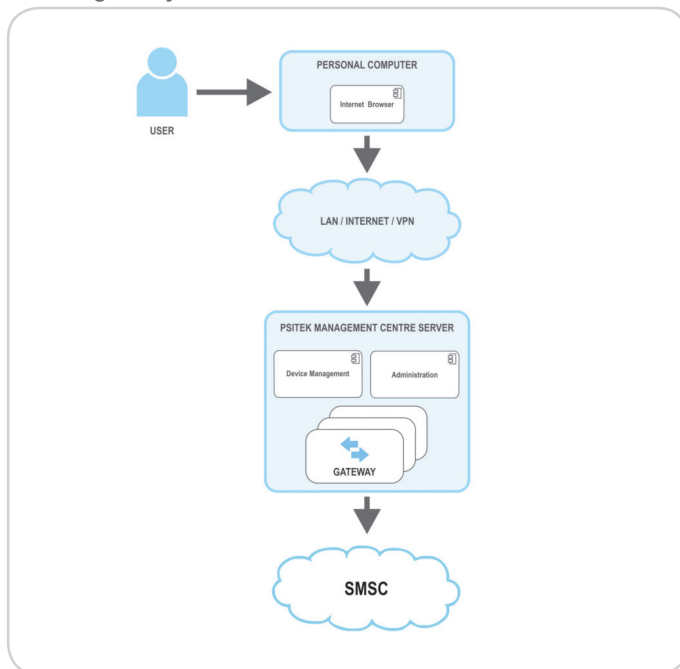 PERSONAL COMPUTER
Internet Browser
USER
LAN / INTERNET / VPN
PSITEK MANAGEMENT CENTRE SERVER
Device Management
Administration
GATEWAY
SMSC